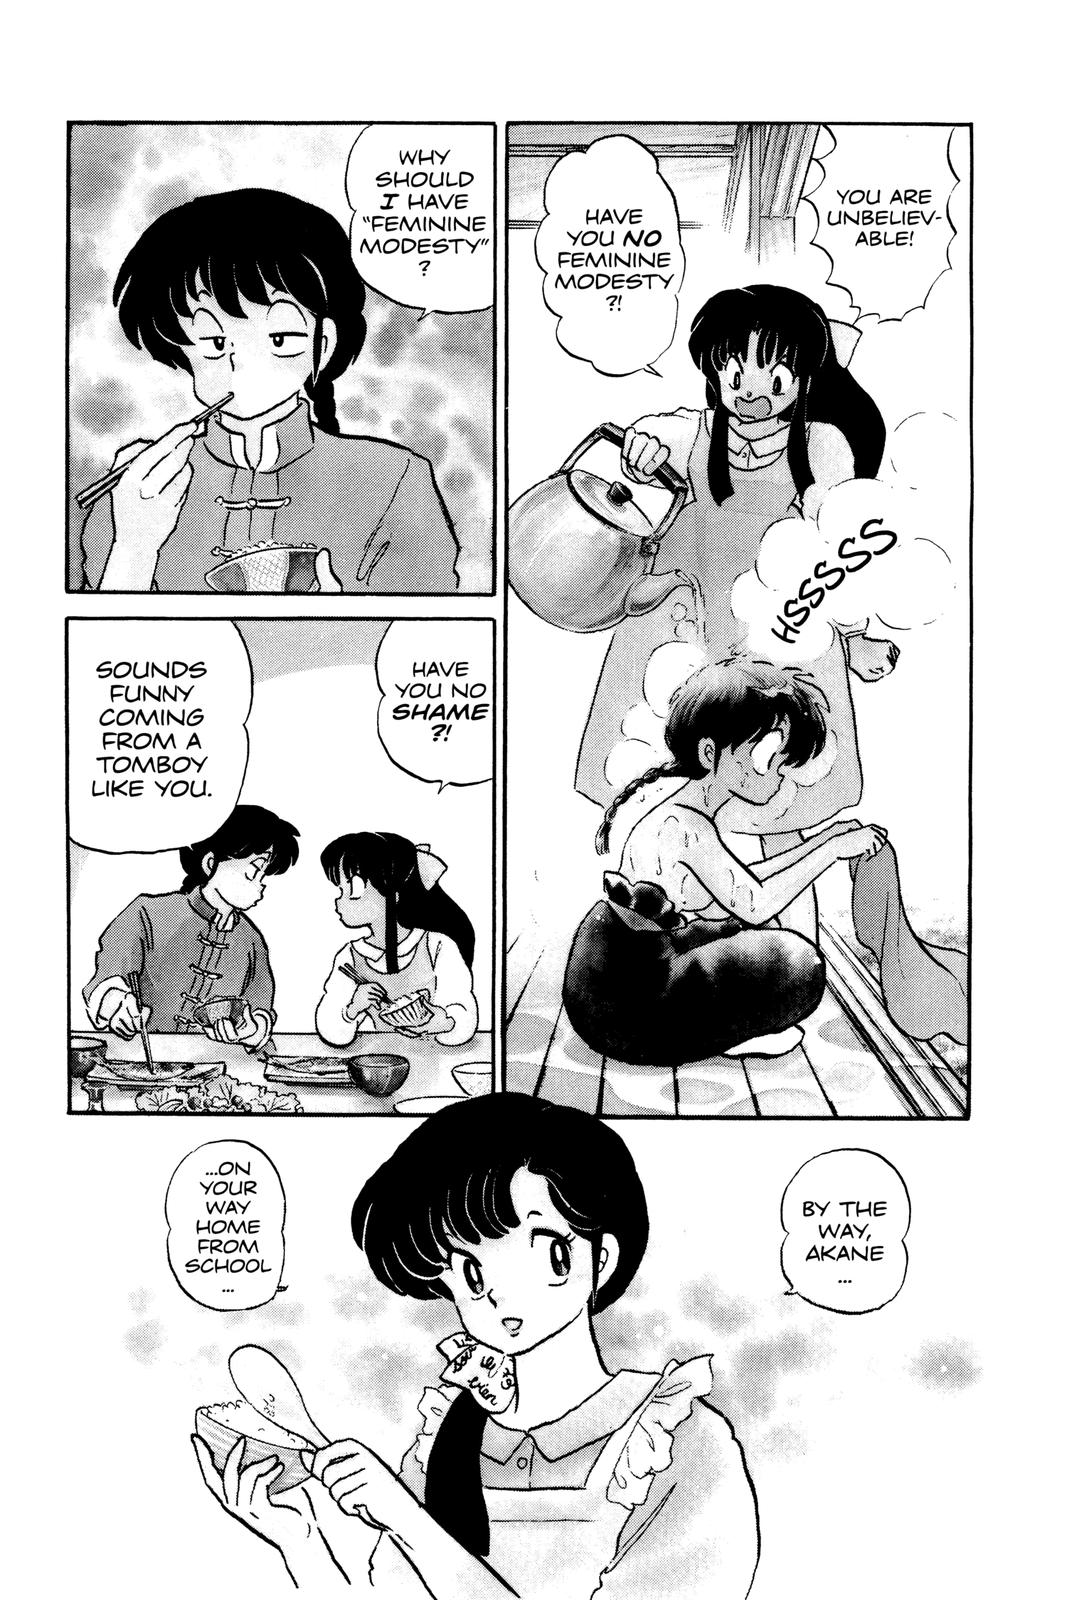 YOU ARE
UNBELIEV-
ABLE!
HAVE
YOU NO
FEMININE
MODESTY
?!
HSSSSSS
WHY
SHOULD
I HAVE
"FEMININE
MODESTY"
?
HAVE
YOU NO
SHAME
?!
SOUNDS
FUNNY
COMING
FROM A
TOMBOY
LIKE YOU.
BY THE
WAY,
AKANE
...
...ON
YOUR
WAY
HOME
FROM
SCHOOL
...